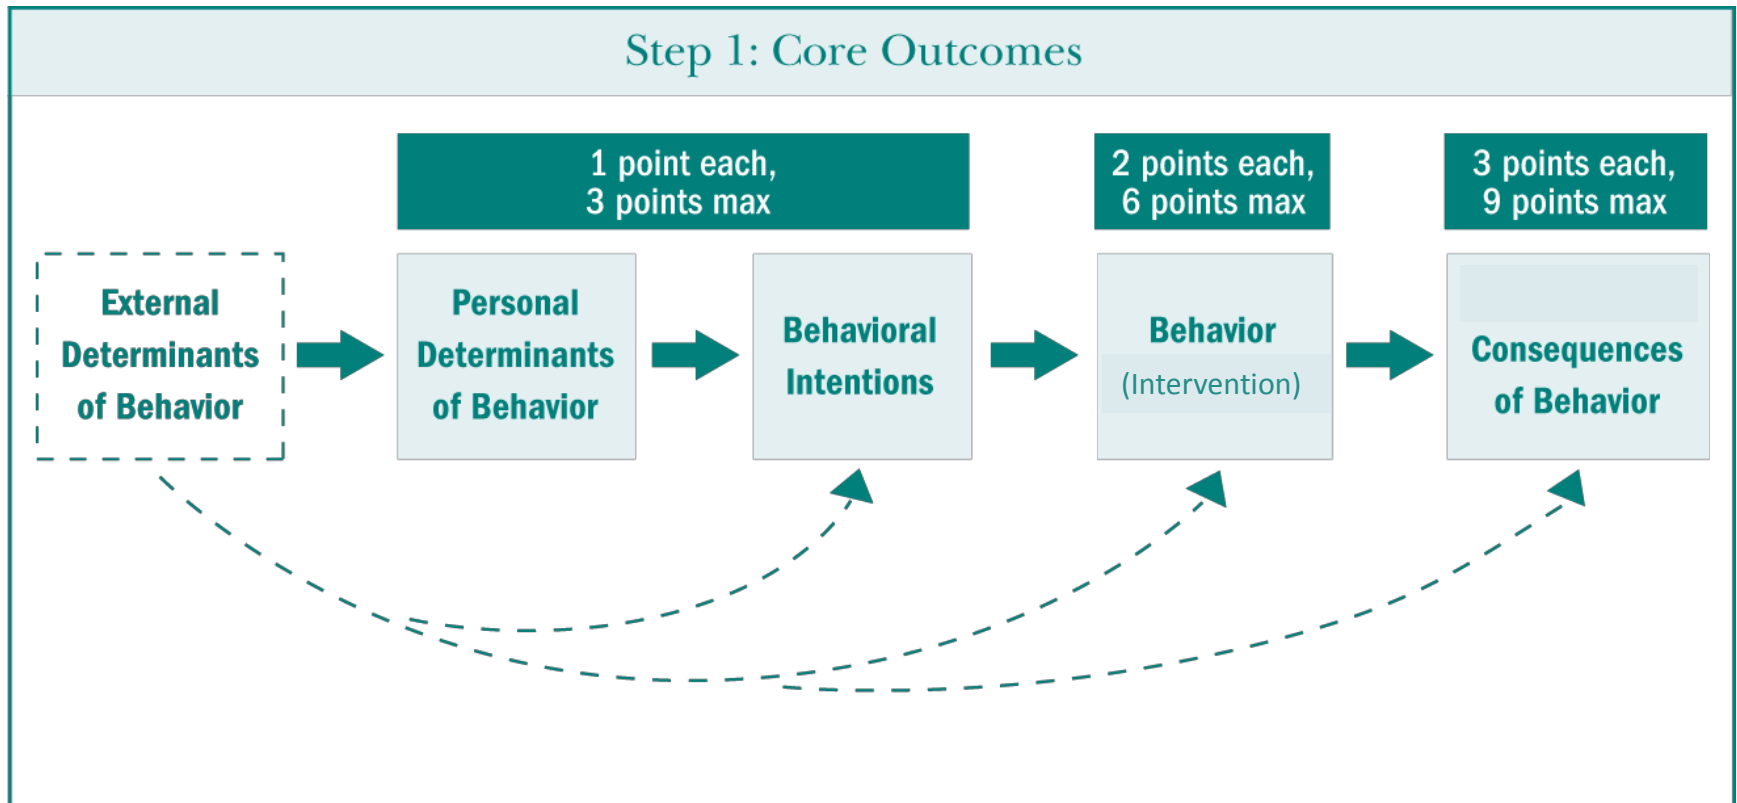 Step 1: Core Outcomes
1 point each,
3 points max
2 points each,
6 points max
3 points each,
9 points max
External
Determinants
of Behavior
Personal
Determinants
of Behavior
Behavioral
Intentions
Behavior
(Intervention)
Consequences
of Behavior